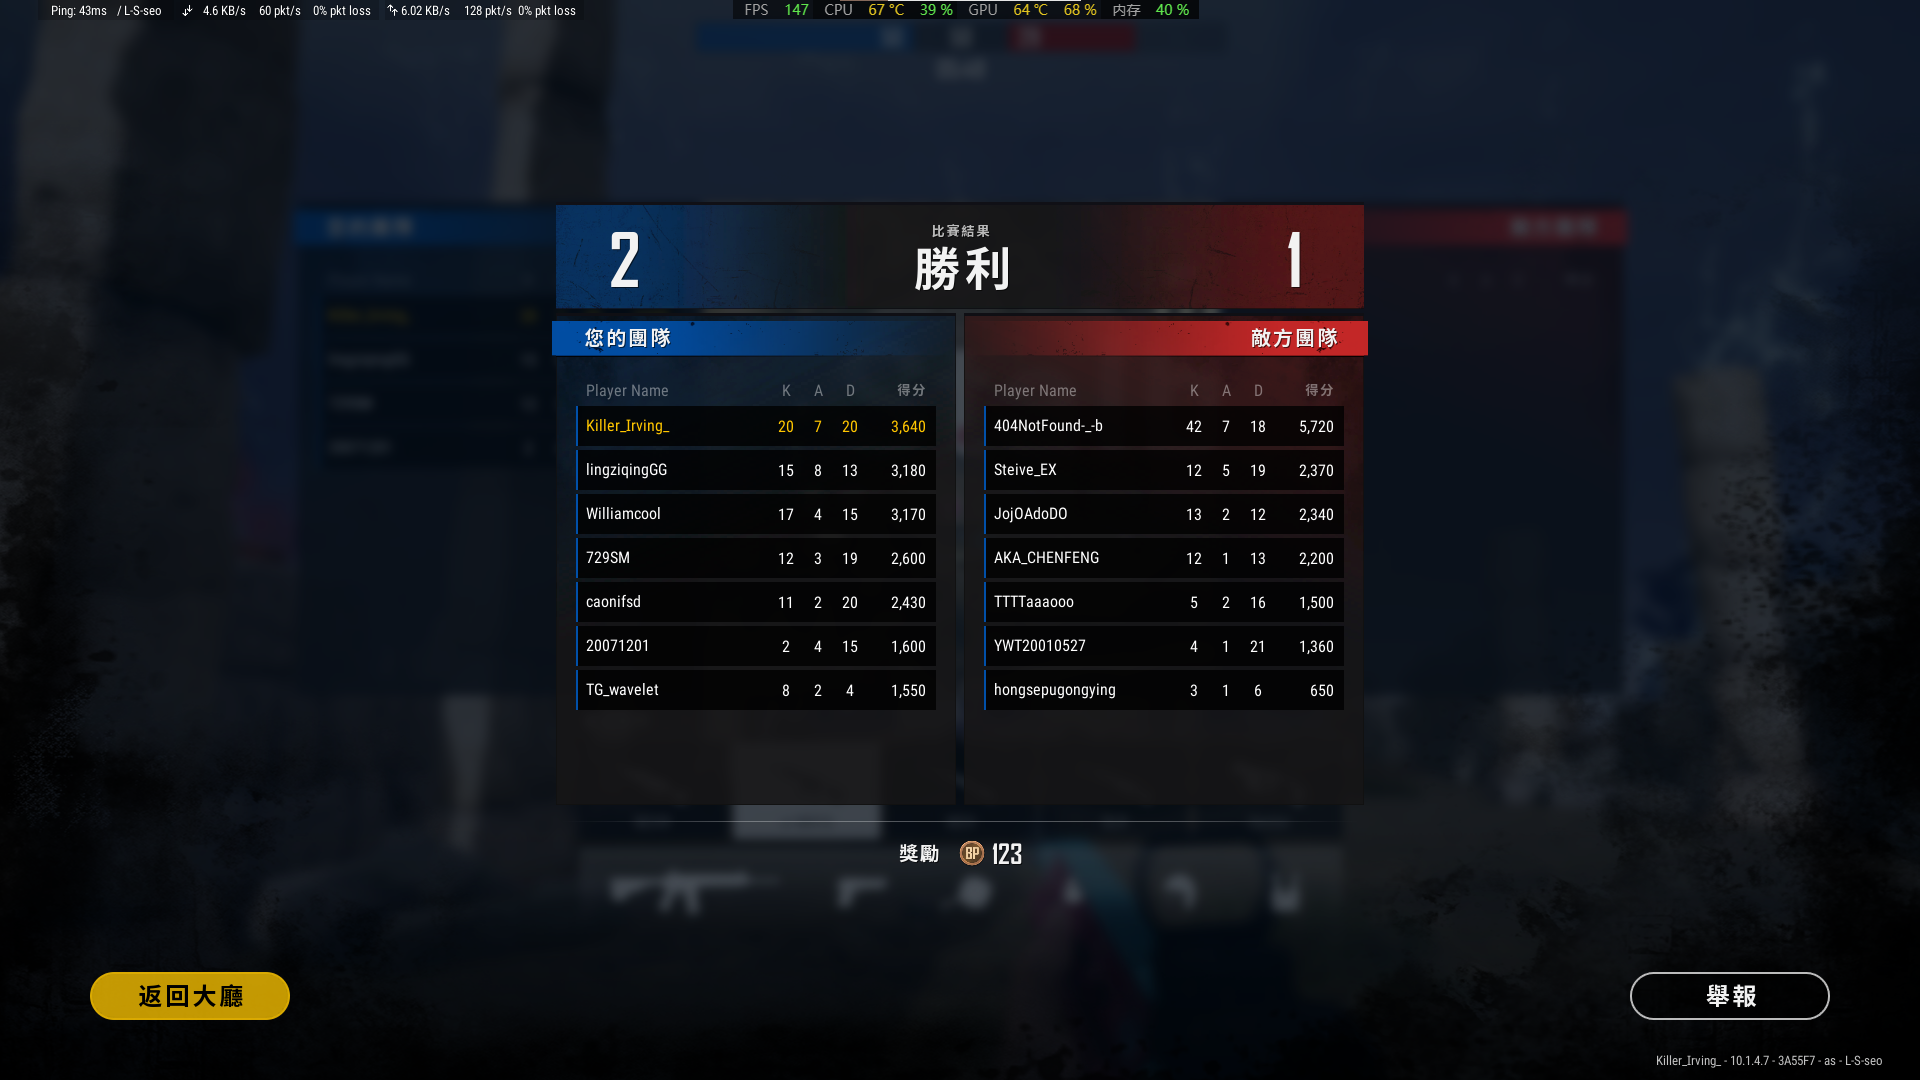 Ping: 43ms / L-S-seo 4.6 KB/s 60 pkt/s 0% pkt loss 6.02 KB/s 128 pkt/s 0% pkt loss
FPS 147 CPU 67 °C 39 % GPU 64 °C 68 % 内存 40 %
比賽結果
2 勝利 1
您的團隊
Player Name K A D 得分
Killer_Irving_ 20 7 20 3,640
lingziqingGG 15 8 13 3,180
Williamcool 17 4 15 3,170
729SM 12 3 19 2,600
caonifsd 11 2 20 2,430
20071201 2 4 15 1,600
TG_wavelet 8 2 4 1,550
敵方團隊
Player Name K A D 得分
404NotFound-_-b 42 7 18 5,720
Steive_EX 12 5 19 2,370
JojOAdoDO 13 2 12 2,340
AKA_CHENFENG 12 1 13 2,200
TTTTaaaooo 5 2 16 1,500
YWT20010527 4 1 21 1,360
hongsepugongying 3 1 6 650
獎勵 BP 123
返回大廳
舉報
Killer_Irving_ - 10.1.4.7 - 3A55F7 - as - L-S-seo